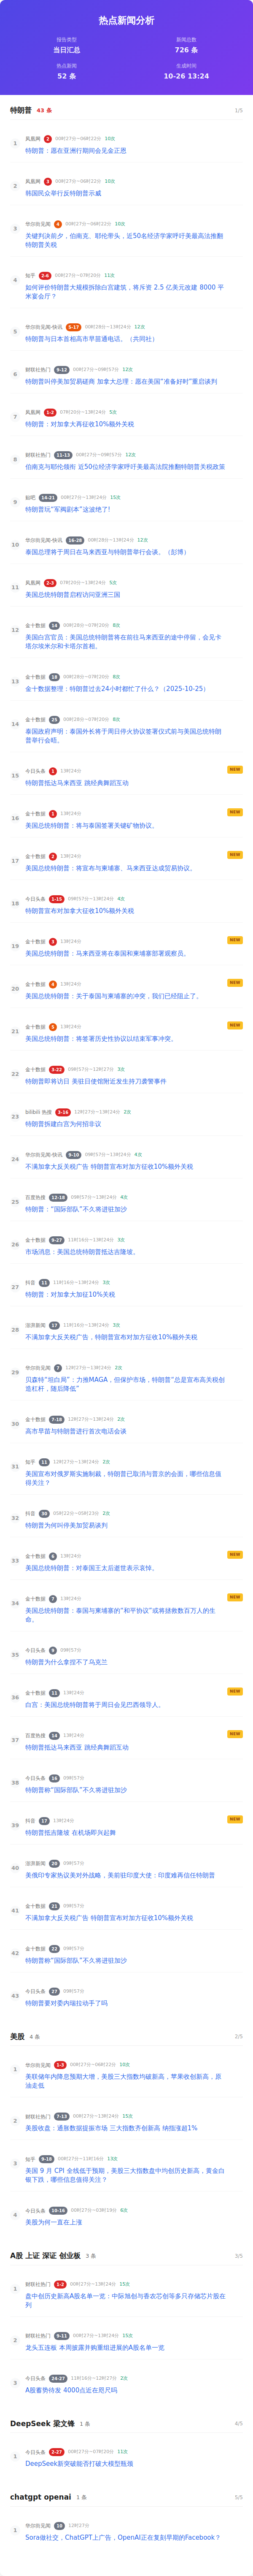 热点新闻分析
报告类型
新闻总数
当日汇总
726 条
热点新闻
生成时间
52 条
10-26 13:24
特朗普 43 条 1/5
1 凤凰网 2 00时27分~06时22分 10次
特朗普：愿在亚洲行期间会见金正恩
2 凤凰网 3 00时27分~06时22分 10次
韩国民众举行反特朗普示威
3 华尔街见闻 4 00时27分~06时22分 10次
关键判决前夕，伯南克、耶伦带头，近50名经济学家呼吁美最高法推翻
特朗普关税
4 知乎 2-6 00时27分~07时20分 11次
如何评价特朗普大规模拆除白宫建筑，将斥资 2.5 亿美元改建 8000 平
米宴会厅？
5 华尔街见闻-快讯 5-17 00时28分~13时24分 12次
特朗普与日本首相高市早苗通电话。（共同社）
6 财联社热门 9-12 00时27分~09时57分 12次
特朗普叫停美加贸易磋商 加拿大总理：愿在美国“准备好时”重启谈判
7 凤凰网 1-2 07时20分~13时24分 5次
特朗普：对加拿大再征收10%额外关税
8 财联社热门 11-13 00时27分~09时57分 12次
伯南克与耶伦领衔 近50位经济学家呼吁美最高法院推翻特朗普关税政策
9 贴吧 14-21 00时27分~13时24分 15次
特朗普玩“军阀剧本”这波绝了!
10 华尔街见闻-快讯 16-28 00时28分~13时24分 12次
泰国总理将于周日在马来西亚与特朗普举行会谈。（彭博）
11 凤凰网 2-3 07时20分~13时24分 5次
美国总统特朗普启程访问亚洲三国
12 金十数据 14 00时28分~07时20分 8次
美国白宫官员：美国总统特朗普将在前往马来西亚的途中停留，会见卡
塔尔埃米尔和卡塔尔首相。
13 金十数据 18 00时28分~07时20分 8次
金十数据整理：特朗普过去24小时都忙了什么？（2025-10-25）
14 金十数据 25 00时28分~07时20分 8次
泰国政府声明：泰国外长将于周日停火协议签署仪式前与美国总统特朗
普举行会晤。
15 今日头条 1 13时24分 NEW
特朗普抵达马来西亚 跳经典舞蹈互动
16 金十数据 1 13时24分 NEW
美国总统特朗普：将与泰国签署关键矿物协议。
17 金十数据 2 13时24分 NEW
美国总统特朗普：将宣布与柬埔寨、马来西亚达成贸易协议。
18 今日头条 1-15 09时57分~13时24分 4次
特朗普宣布对加拿大征收10%额外关税
19 金十数据 3 13时24分 NEW
美国总统特朗普：马来西亚将在泰国和柬埔寨部署观察员。
20 金十数据 4 13时24分 NEW
美国总统特朗普：关于泰国与柬埔寨的冲突，我们已经阻止了。
21 金十数据 5 13时24分 NEW
美国总统特朗普：将签署历史性协议以结束军事冲突。
22 金十数据 3-22 09时57分~12时27分 3次
特朗普即将访日 美驻日使馆附近发生持刀袭警事件
23 bilibili 热搜 3-16 12时27分~13时24分 2次
特朗普拆建白宫为何招非议
24 华尔街见闻-快讯 9-10 09时57分~13时24分 4次
不满加拿大反关税广告 特朗普宣布对加方征收10%额外关税
25 百度热搜 12-18 09时57分~13时24分 4次
特朗普：“国际部队”不久将进驻加沙
26 金十数据 9-27 11时16分~13时24分 3次
市场消息：美国总统特朗普抵达吉隆坡。
27 抖音 11 11时16分~13时24分 3次
特朗普：对加拿大加征10%关税
28 澎湃新闻 17 11时16分~13时24分 3次
不满加拿大反关税广告，特朗普宣布对加方征收10%额外关税
29 华尔街见闻 7 12时27分~13时24分 2次
贝森特“坦白局”：力推MAGA，但保护市场，特朗普“总是宣布高关税创
造杠杆，随后降低”
30 金十数据 7-18 12时27分~13时24分 2次
高市早苗与特朗普进行首次电话会谈
31 知乎 11 12时27分~13时24分 2次
美国宣布对俄罗斯实施制裁，特朗普已取消与普京的会面，哪些信息值
得关注？
32 抖音 30 05时22分~05时23分 2次
特朗普为何叫停美加贸易谈判
33 金十数据 6 13时24分 NEW
美国总统特朗普：对泰国王太后逝世表示哀悼。
34 金十数据 7 13时24分 NEW
美国总统特朗普：泰国与柬埔寨的“和平协议”或将拯救数百万人的生
命。
35 今日头条 9 09时57分
特朗普为什么捏不了乌克兰
36 金十数据 11 13时24分 NEW
白宫：美国总统特朗普将于周日会见巴西领导人。
37 百度热搜 14 13时24分 NEW
特朗普抵达马来西亚 跳经典舞蹈互动
38 今日头条 16 09时57分
特朗普称“国际部队”不久将进驻加沙
39 抖音 17 13时24分 NEW
特朗普抵吉隆坡 在机场即兴起舞
40 澎湃新闻 20 09时57分
美俄印专家热议美对外战略，美前驻印度大使：印度难再信任特朗普
41 金十数据 21 09时57分
不满加拿大反关税广告 特朗普宣布对加方征收10%额外关税
42 金十数据 22 09时57分
特朗普称“国际部队”不久将进驻加沙
43 今日头条 27 09时57分
特朗普要对委内瑞拉动手了吗
美股 4 条 2/5
1 华尔街见闻 1-3 00时27分~06时22分 10次
美联储年内降息预期大增，美股三大指数均破新高，苹果收创新高，原
油走低
2 财联社热门 7-13 00时27分~13时24分 15次
美股收盘：通胀数据提振市场 三大指数齐创新高 纳指涨超1%
3 知乎 9-18 00时27分~11时16分 13次
美国 9 月 CPI 全线低于预期，美股三大指数盘中均创历史新高，黄金白
银下跌，哪些信息值得关注？
4 今日头条 10-16 00时27分~03时19分 6次
美股为何一直在上涨
A股 上证 深证 创业板 3 条 3/5
1 财联社热门 1-2 00时27分~13时24分 15次
盘中创历史新高A股名单一览：中际旭创与香农芯创等多只存储芯片股在
列
2 财联社热门 9-11 00时27分~13时24分 15次
龙头五连板 本周披露并购重组进展的A股名单一览
3 今日头条 24-27 11时16分~12时27分 2次
A股蓄势待发 4000点近在咫尺吗
DeepSeek 梁文锋 1 条 4/5
1 今日头条 2-27 00时27分~07时20分 11次
DeepSeek新突破能否打破大模型瓶颈
chatgpt openai 1 条 5/5
1 华尔街见闻 10 12时27分
Sora做社交，ChatGPT上广告，OpenAI正在复刻早期的Facebook？